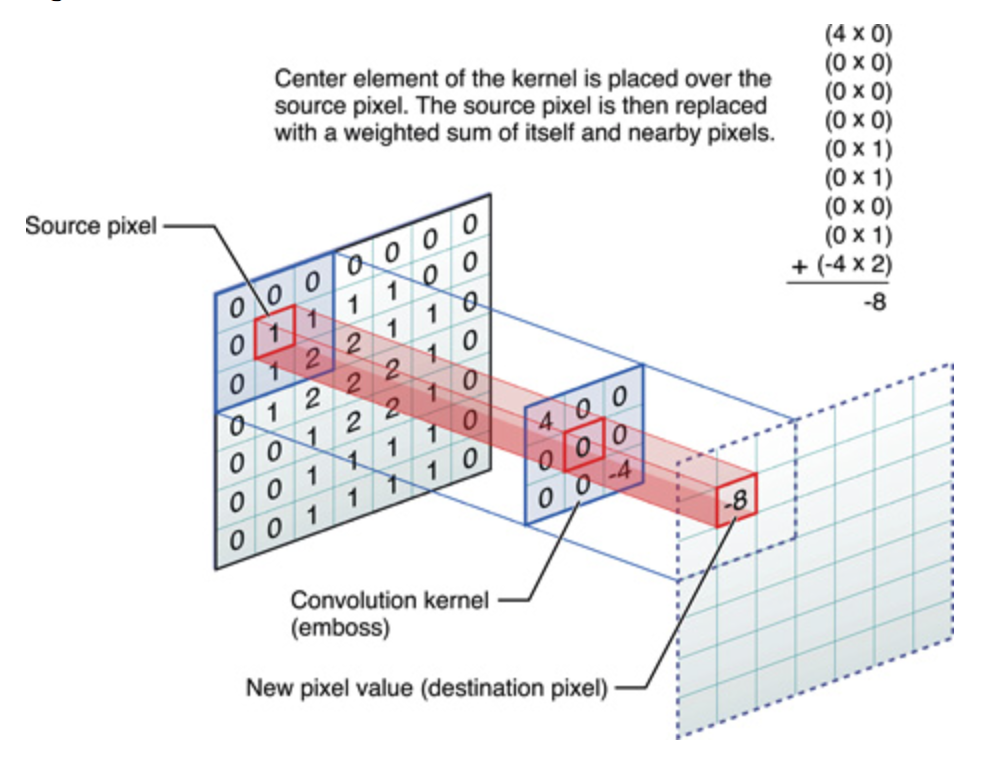 (4 x 0)
(0 x 0)
(0 x 0)
(0 x 0)
(0 x 1)
(0 x 1)
(0 x 0)
(0 x 1)
+ (-4 x 2)
-8
Center element of the kernel is placed over the
source pixel. The source pixel is then replaced
with a weighted sum of itself and nearby pixels.
Source pixel
0 0 0 0 0 0 0
0 1 1 1 1 0 0
0 1 2 2 1 1 0
0 1 2 2 2 1 0
0 0 1 2 2 1 0
0 0 1 1 1 1 0
0 0 1 1 1 1 0
4 0 0
0 0 0
0 0 -4
-8
Convolution kernel
(emboss)
New pixel value (destination pixel)